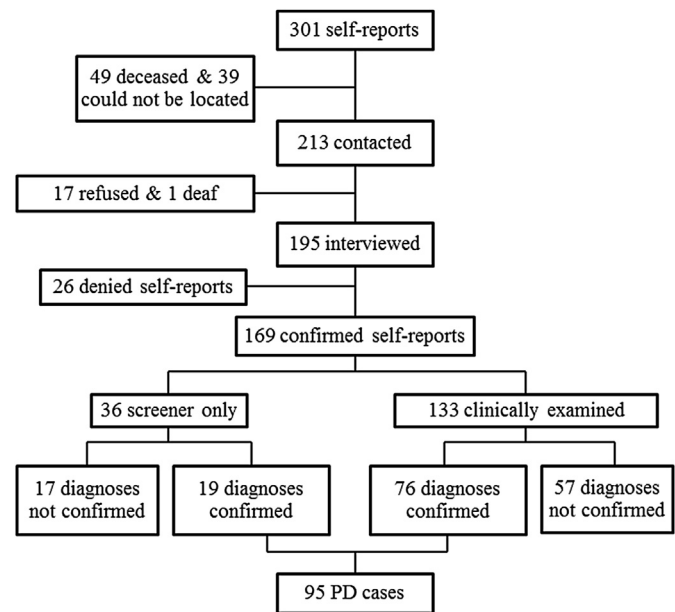 301 self-reports
49 deceased & 39
could not be located
213 contacted
17 refused & 1 deaf
195 interviewed
26 denied self-reports
169 confirmed self-reports
36 screener only
133 clinically examined
17 diagnoses
not confirmed
19 diagnoses
confirmed
76 diagnoses
confirmed
57 diagnoses
not confirmed
95 PD cases